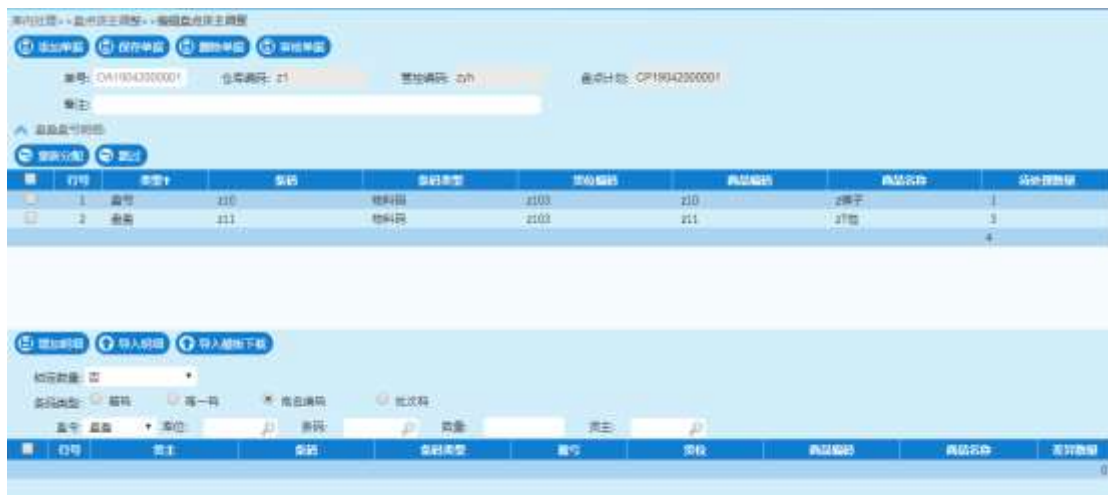 库内处理>>盘点货主调整>>编辑盘点货主调整
添加单据 保存单据 删除单据 审核单据
单号: OA19042000001 仓库编码: z1 货主编码: zyh 盘点计划: CP19042000001
备注:
盘盈盘亏明细
重新分配 跳过
行号 类型 条码 条码类型 货位编码 商品编码 商品名称 待处理数量
1 盘亏 z10 物料码 z103 z10 z裤子 1
2 盘盈 z11 物料码 z103 z11 zT恤 3
4
增加明细 导入明细 导入模板下载
校验数量: 否
条码类型: 箱码 唯一码 商品编码 批次码
盈亏: 盘盈 库位: 条码: 数量: 货主:
行号 货主 条码 条码类型 盈亏 货位 商品编码 商品名称 差异数量
0